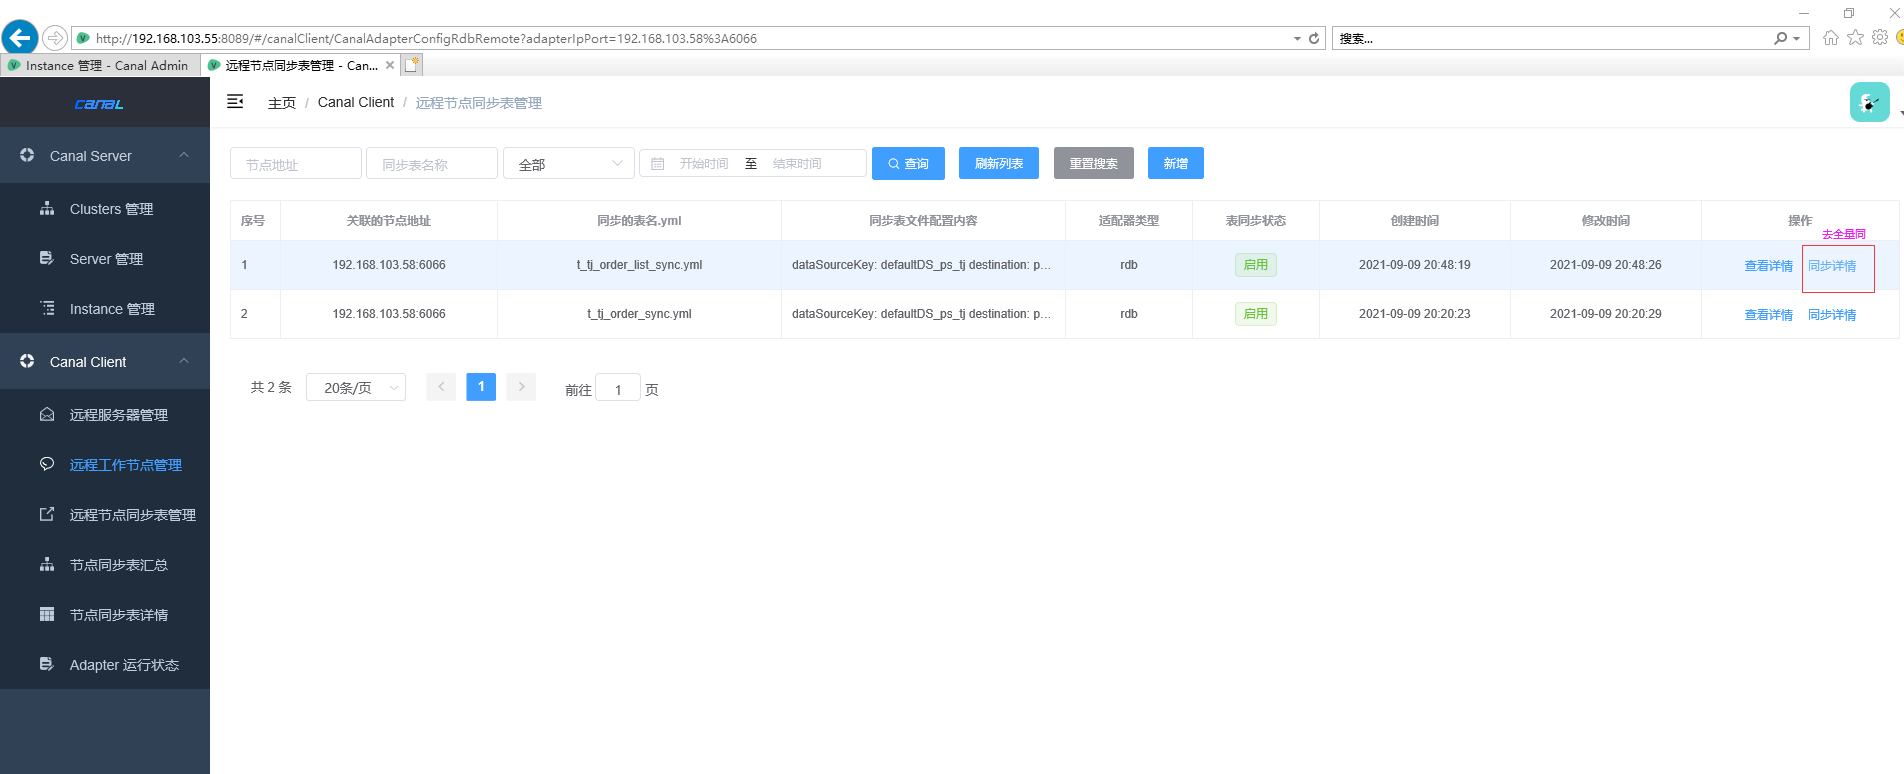 http://192.168.103.55:8089/#/canalClient/CanalAdapterConfigRdbRemote?adapterIpPort=192.168.103.58%3A6066
搜索...
Instance 管理 - Canal Admin
远程节点同步表管理 - Can...
canal
主页 / Canal Client / 远程节点同步表管理
Canal Server
Clusters 管理
Server 管理
Instance 管理
Canal Client
远程服务器管理
远程工作节点管理
远程节点同步表管理
节点同步表汇总
节点同步表详情
Adapter 运行状态
节点地址 同步表名称 全部 开始时间 至 结束时间 查询 刷新列表 重置搜索 新增
序号 关联的节点地址 同步的表名.yml 同步表文件配置内容 适配器类型 表同步状态 创建时间 修改时间 操作
去全量同
1 192.168.103.58:6066 t_tj_order_list_sync.yml dataSourceKey: defaultDS_ps_tj destination: p... rdb 启用 2021-09-09 20:48:19 2021-09-09 20:48:26 查看详情 同步详情
2 192.168.103.58:6066 t_tj_order_sync.yml dataSourceKey: defaultDS_ps_tj destination: p... rdb 启用 2021-09-09 20:20:23 2021-09-09 20:20:29 查看详情 同步详情
共 2 条 20条/页 1 前往 1 页